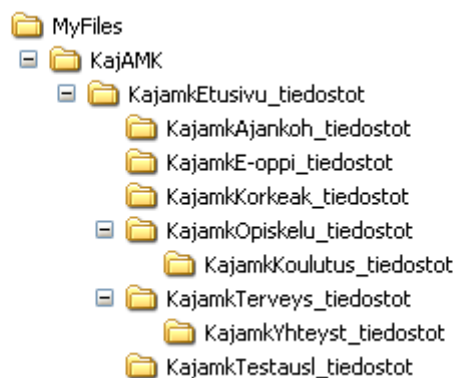 MyFiles
KajAMK
KajamkEtusivu_tiedostot
KajamkAjankoh_tiedostot
KajamkE-oppi_tiedostot
KajamkKorkeak_tiedostot
KajamkOpiskelu_tiedostot
KajamkKoulutus_tiedostot
KajamkTerveys_tiedostot
KajamkYhteyst_tiedostot
KajamkTestausl_tiedostot